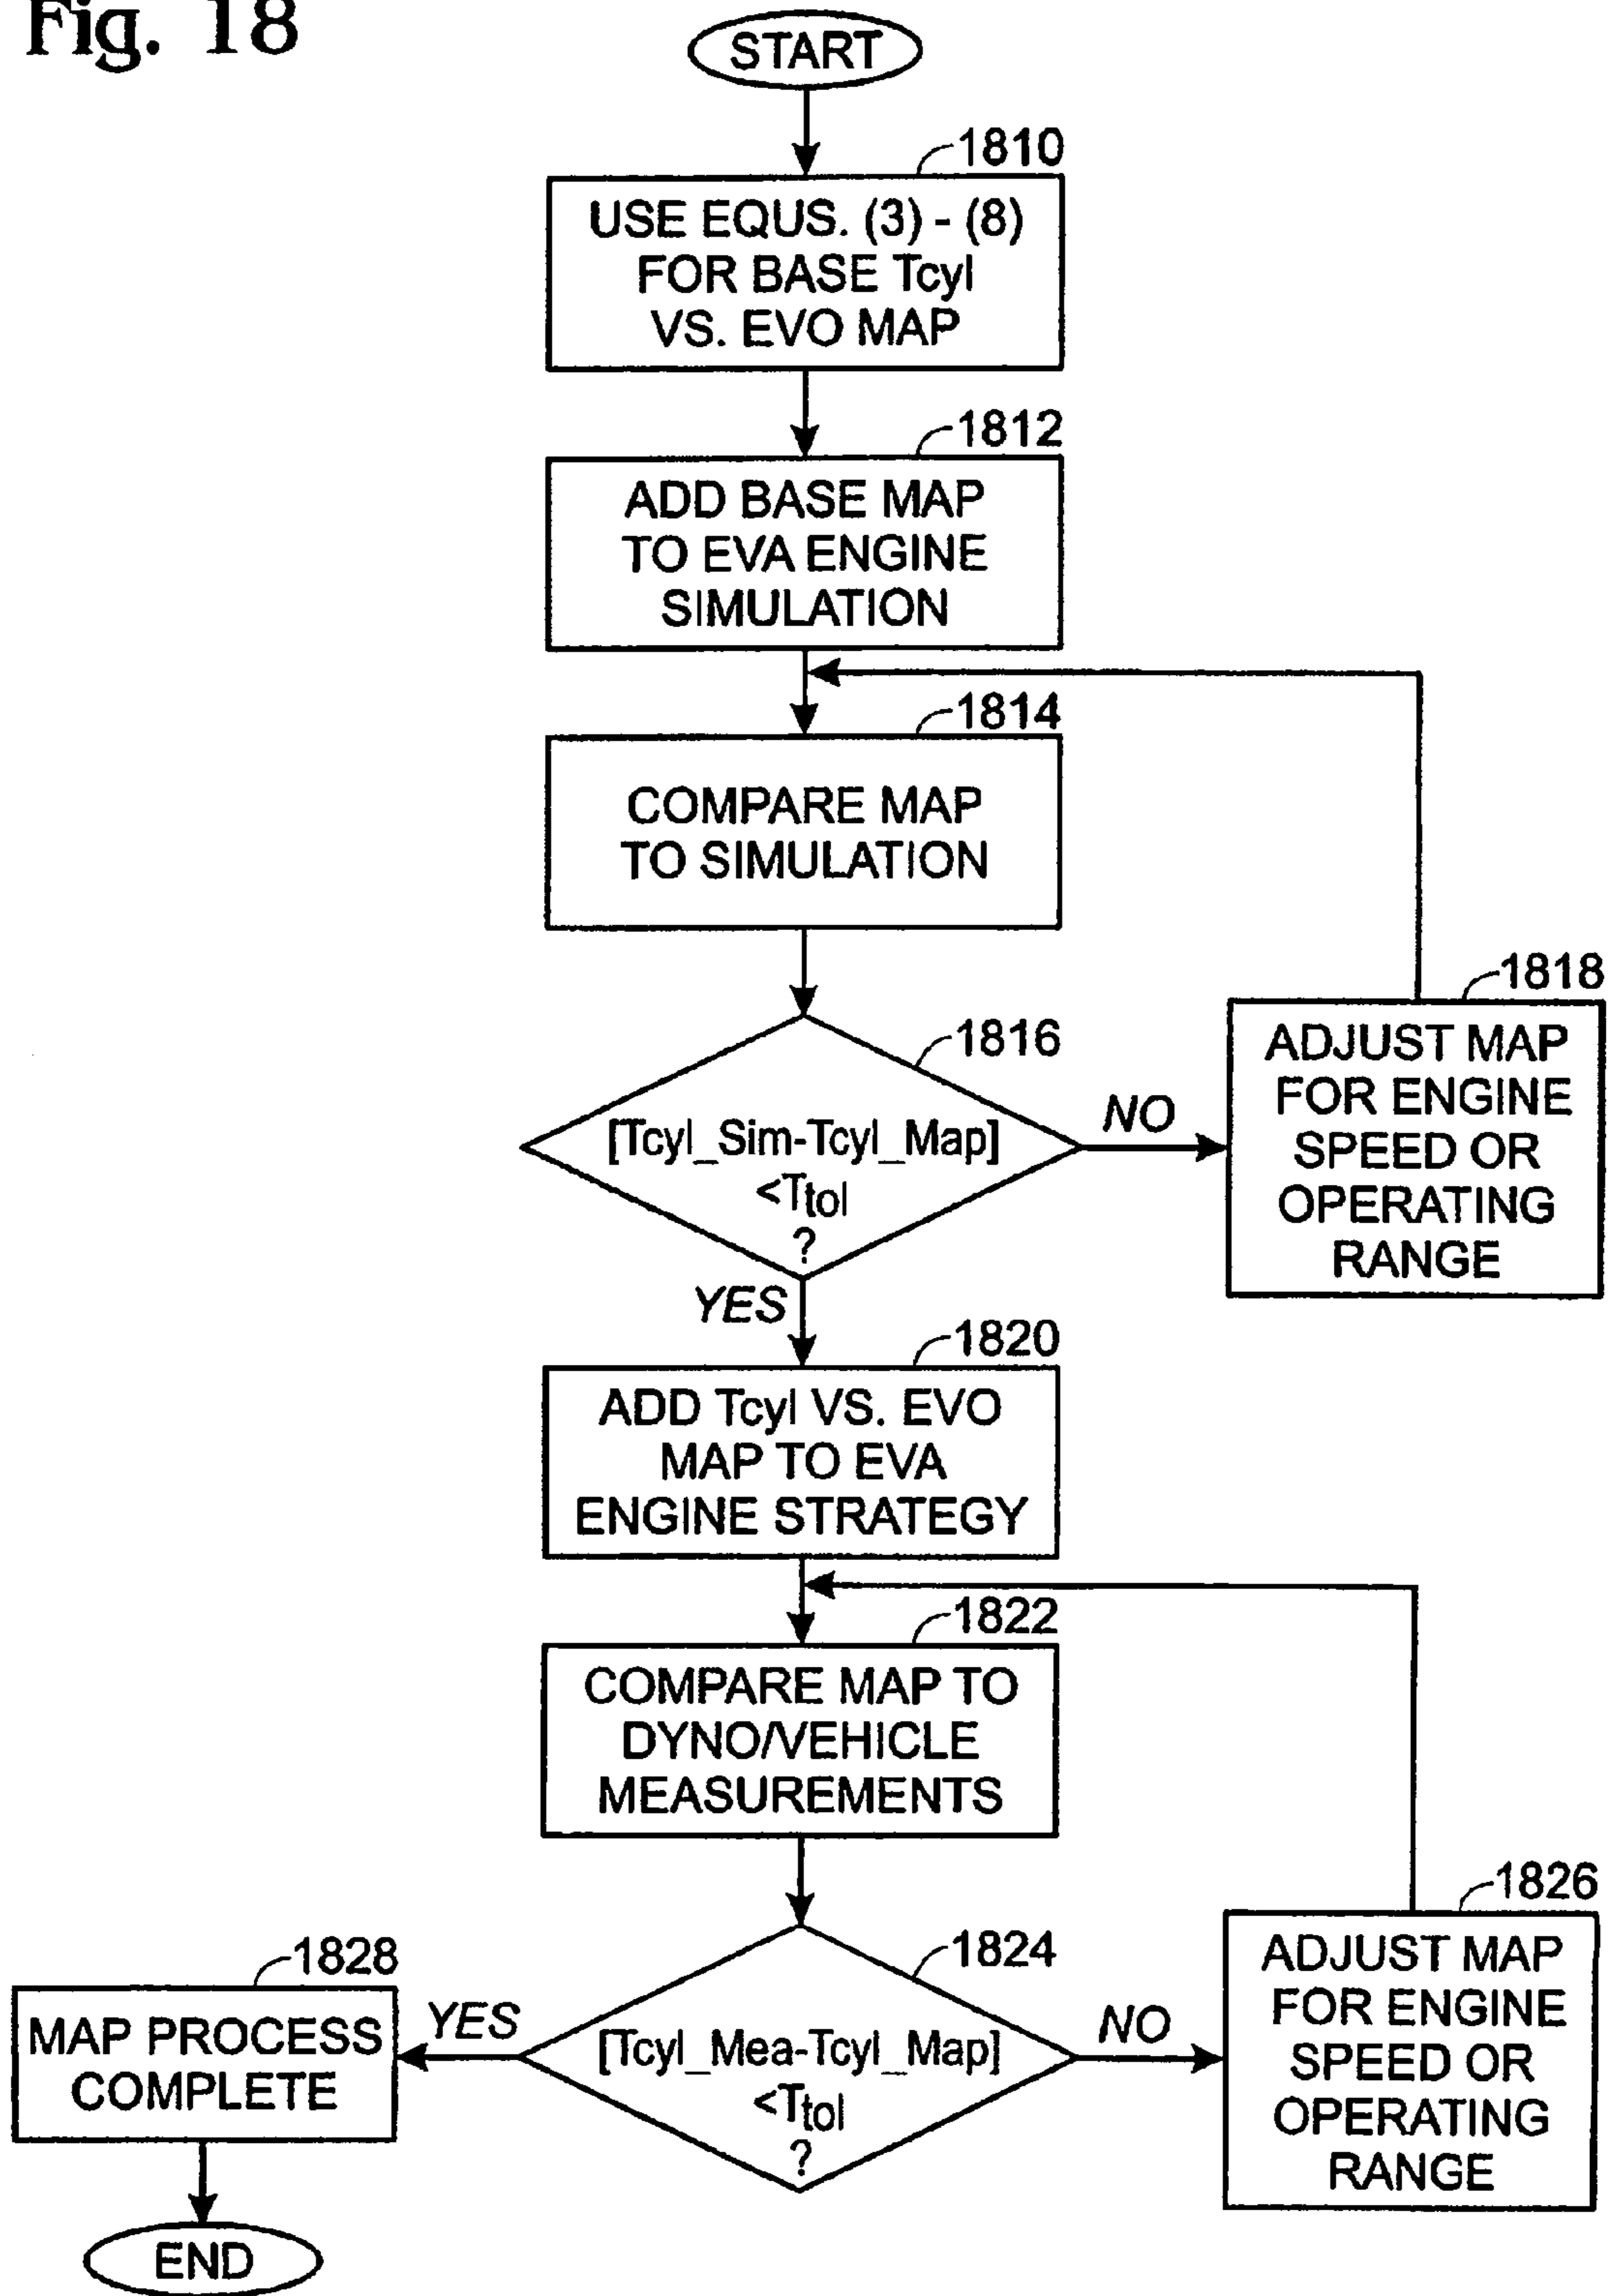 Fig. 18
START
1810
USE EQUS. (3) - (8)
FOR BASE Tcyl
VS. EVO MAP
1812
ADD BASE MAP
TO EVA ENGINE
SIMULATION
1814
COMPARE MAP
TO SIMULATION
1816
[Tcyl_Sim-Tcyl_Map]
<Ttol
?
NO
1818
ADJUST MAP
FOR ENGINE
SPEED OR
OPERATING
RANGE
YES
1820
ADD Tcyl VS. EVO
MAP TO EVA
ENGINE STRATEGY
1822
COMPARE MAP TO
DYNO/VEHICLE
MEASUREMENTS
1824
[Tcyl_Mea-Tcyl_Map]
<Ttol
?
NO
1826
ADJUST MAP
FOR ENGINE
SPEED OR
OPERATING
RANGE
YES
1828
MAP PROCESS
COMPLETE
END